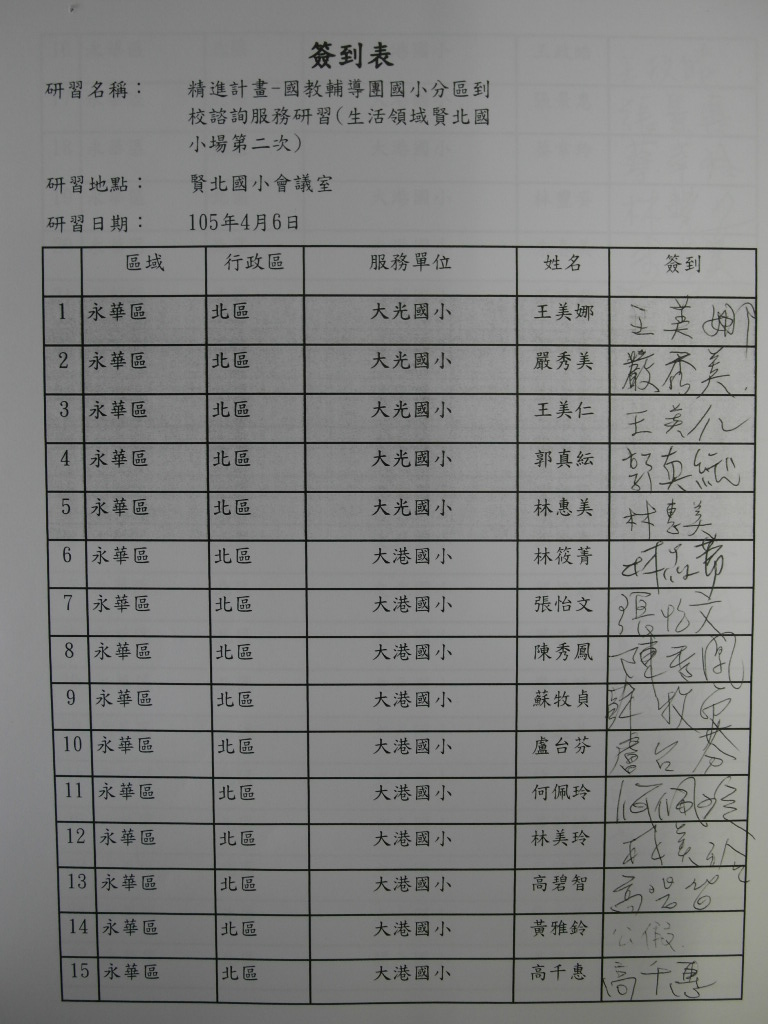 簽到表
研習名稱： 精進計畫-國教輔導團國小分區到
校諮詢服務研習(生活領域賢北國
小場第二次)
研習地點： 賢北國小會議室
研習日期： 105年4月6日
區域 行政區 服務單位 姓名 簽到
1 永華區 北區 大光國小 王美娜 王美娜
2 永華區 北區 大光國小 嚴秀美 嚴秀美
3 永華區 北區 大光國小 王美仁 王美仁
4 永華區 北區 大光國小 郭真紜 郭真紜
5 永華區 北區 大光國小 林惠美 林惠美
6 永華區 北區 大港國小 林筱菁 林筱菁
7 永華區 北區 大港國小 張怡文 張怡文
8 永華區 北區 大港國小 陳秀鳳 陳秀鳳
9 永華區 北區 大港國小 蘇牧貞 蘇牧貞
10 永華區 北區 大港國小 盧台芬 盧台芬
11 永華區 北區 大港國小 何佩玲 何佩玲
12 永華區 北區 大港國小 林美玲 林美玲
13 永華區 北區 大港國小 高碧智 高碧智
14 永華區 北區 大港國小 黃雅鈴 公假
15 永華區 北區 大港國小 高千惠 高千惠